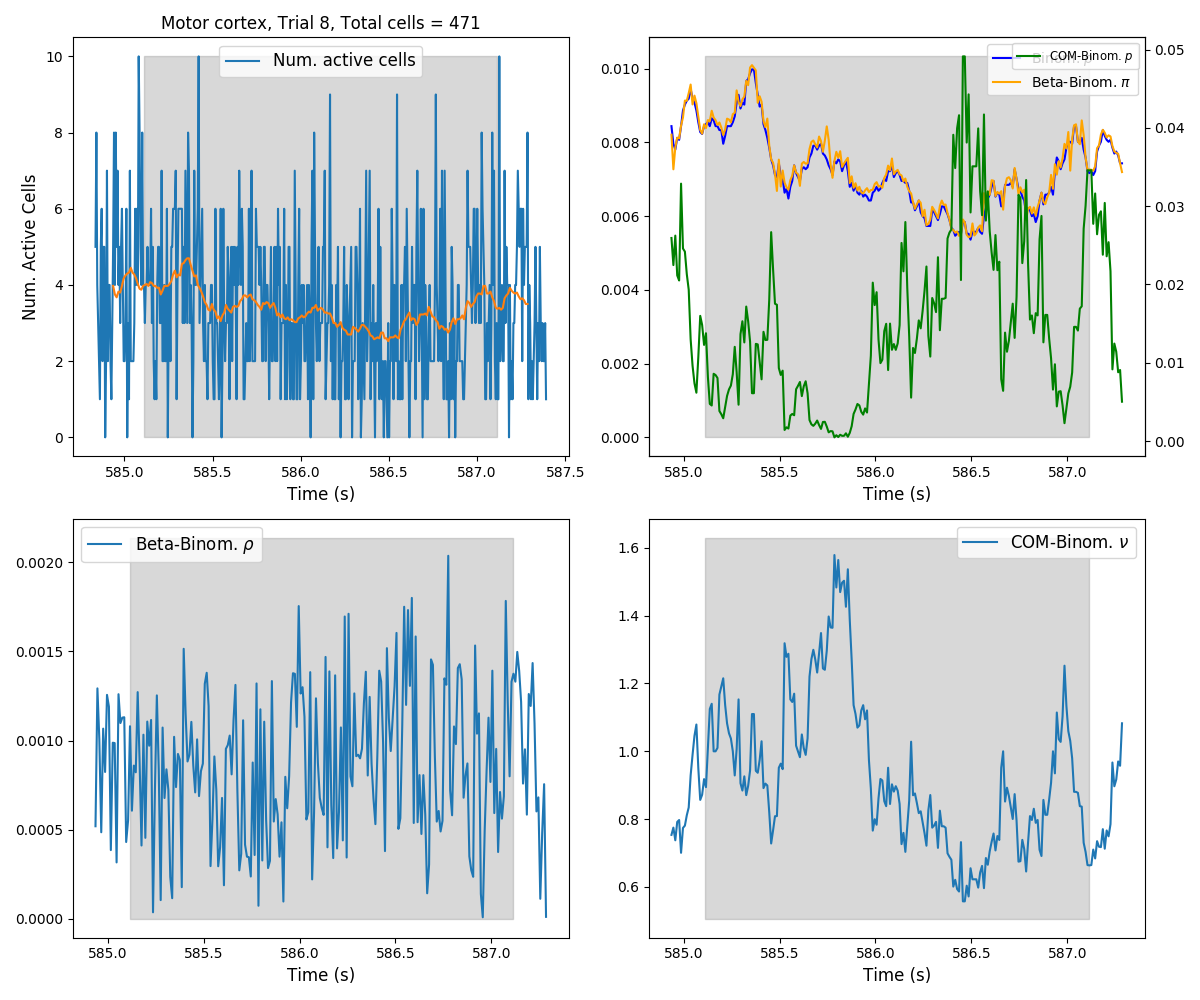 Motor cortex, Trial 8, Total cells = 471
Num. active cells
Num. Active Cells
10
8
6
4
2
0
585.0 585.5 586.0 586.5 587.0 587.5
Time (s)
COM-Binom. p
Beta-Binom. π
0.010
0.008
0.006
0.004
0.002
0.000
0.05
0.04
0.03
0.02
0.01
0.00
585.0 585.5 586.0 586.5 587.0
Time (s)
Beta-Binom. ρ
0.0020
0.0015
0.0010
0.0005
0.0000
585.0 585.5 586.0 586.5 587.0
Time (s)
COM-Binom. ν
1.6
1.4
1.2
1.0
0.8
0.6
585.0 585.5 586.0 586.5 587.0
Time (s)